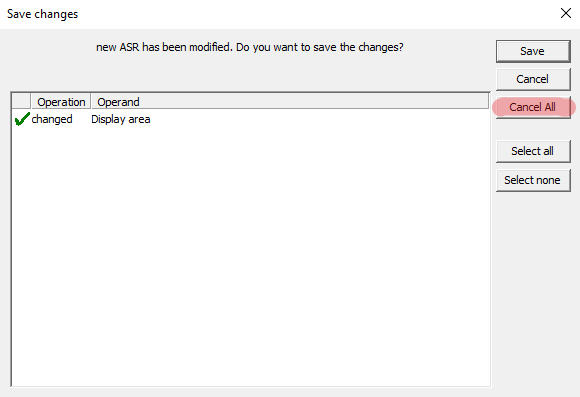 Save changes
new ASR has been modified. Do you want to save the changes?
Save
Cancel
Cancel All
Select all
Select none
Operation Operand
changed Display area